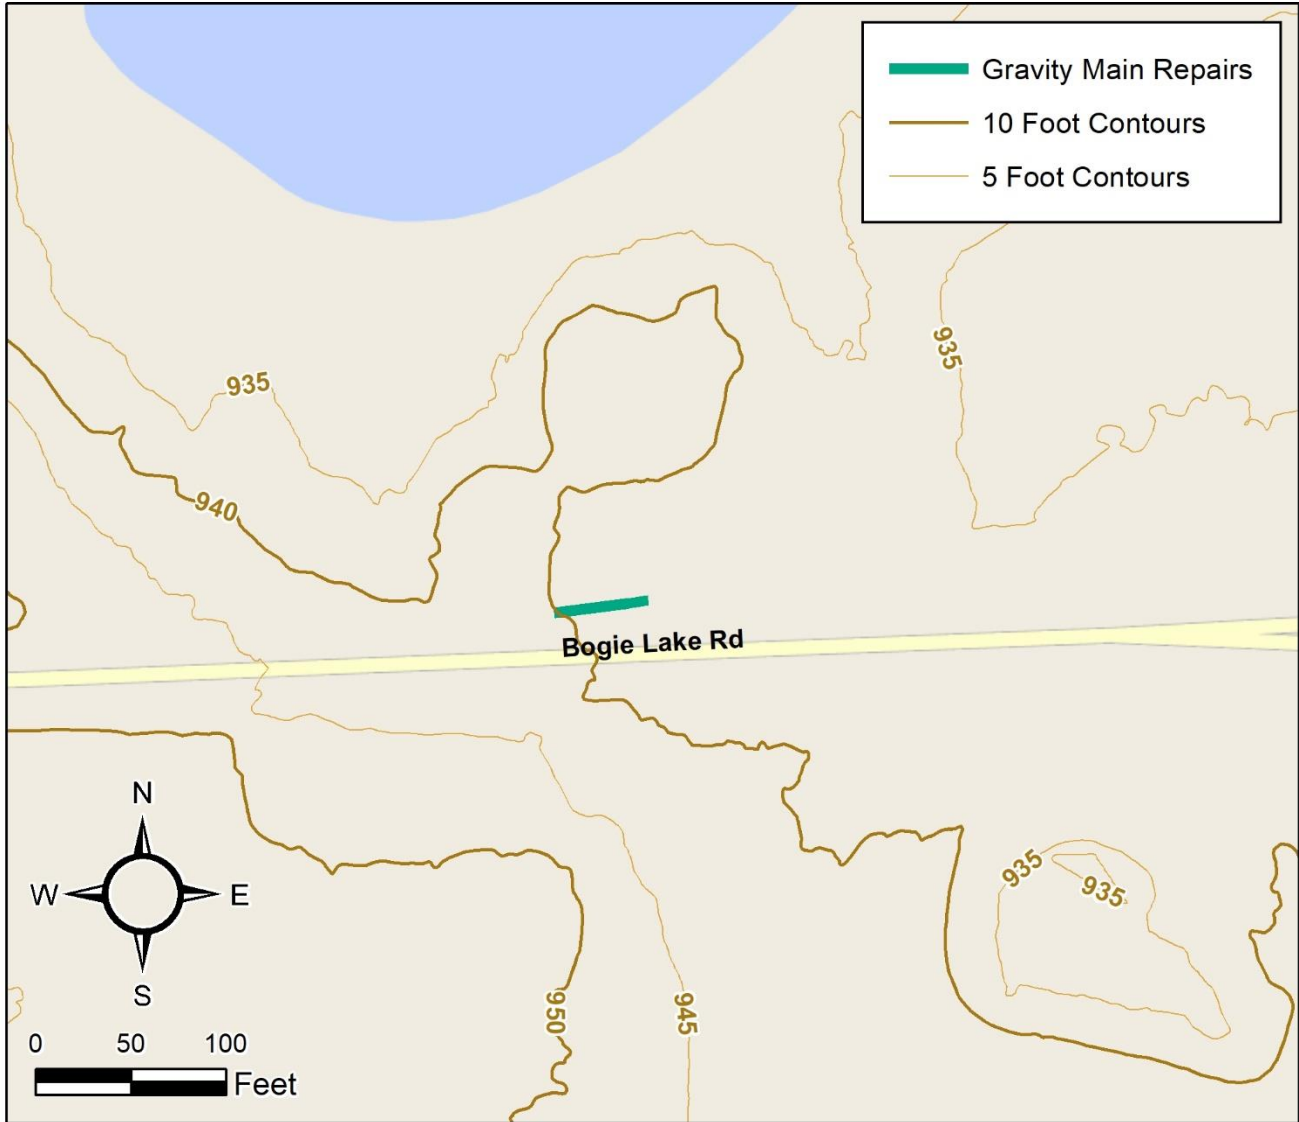 Gravity Main Repairs
10 Foot Contours
5 Foot Contours
935
935
940
Bogie Lake Rd
N
W E
S
935
935
950
945
0 50 100
Feet